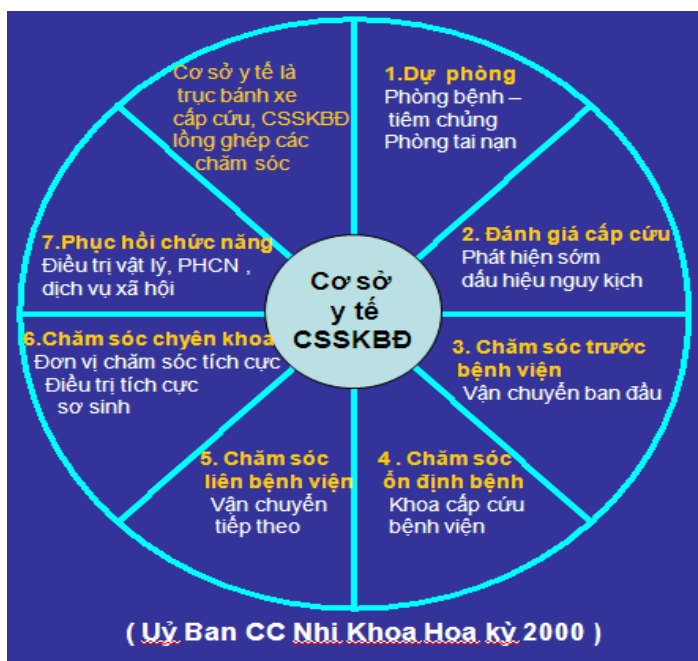 Cơ sở y tế là
trục bánh xe
cấp cứu, CSSKBĐ
lồng ghép các
chăm sóc
1.Dự phòng
Phòng bệnh –
tiêm chủng
Phòng tai nạn
2. Đánh giá cấp cứu
Phát hiện sớm
dấu hiệu nguy kịch
3. Chăm sóc trước
bệnh viện
Vận chuyển ban đầu
4 . Chăm sóc
ổn định bệnh
Khoa cấp cứu
bệnh viện
5. Chăm sóc
liên bệnh viện
Vận chuyển
tiếp theo
6.Chăm sóc chyên khoa
Đơn vị chăm sóc tích cực
Điều trị tích cực
sơ sinh
7.Phục hồi chức năng
Điều trị vật lý, PHCN ,
dịch vụ xã hội
Cơ sở
y tế
CSSKBĐ
( Uỷ Ban CC Nhi Khoa Hoa kỳ 2000 )